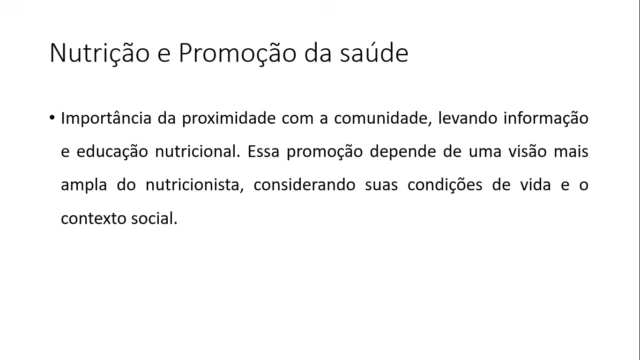 Nutrição e Promoção da saúde
• Importância da proximidade com a comunidade, levando informação
e educação nutricional. Essa promoção depende de uma visão mais
ampla do nutricionista, considerando suas condições de vida e o
contexto social.